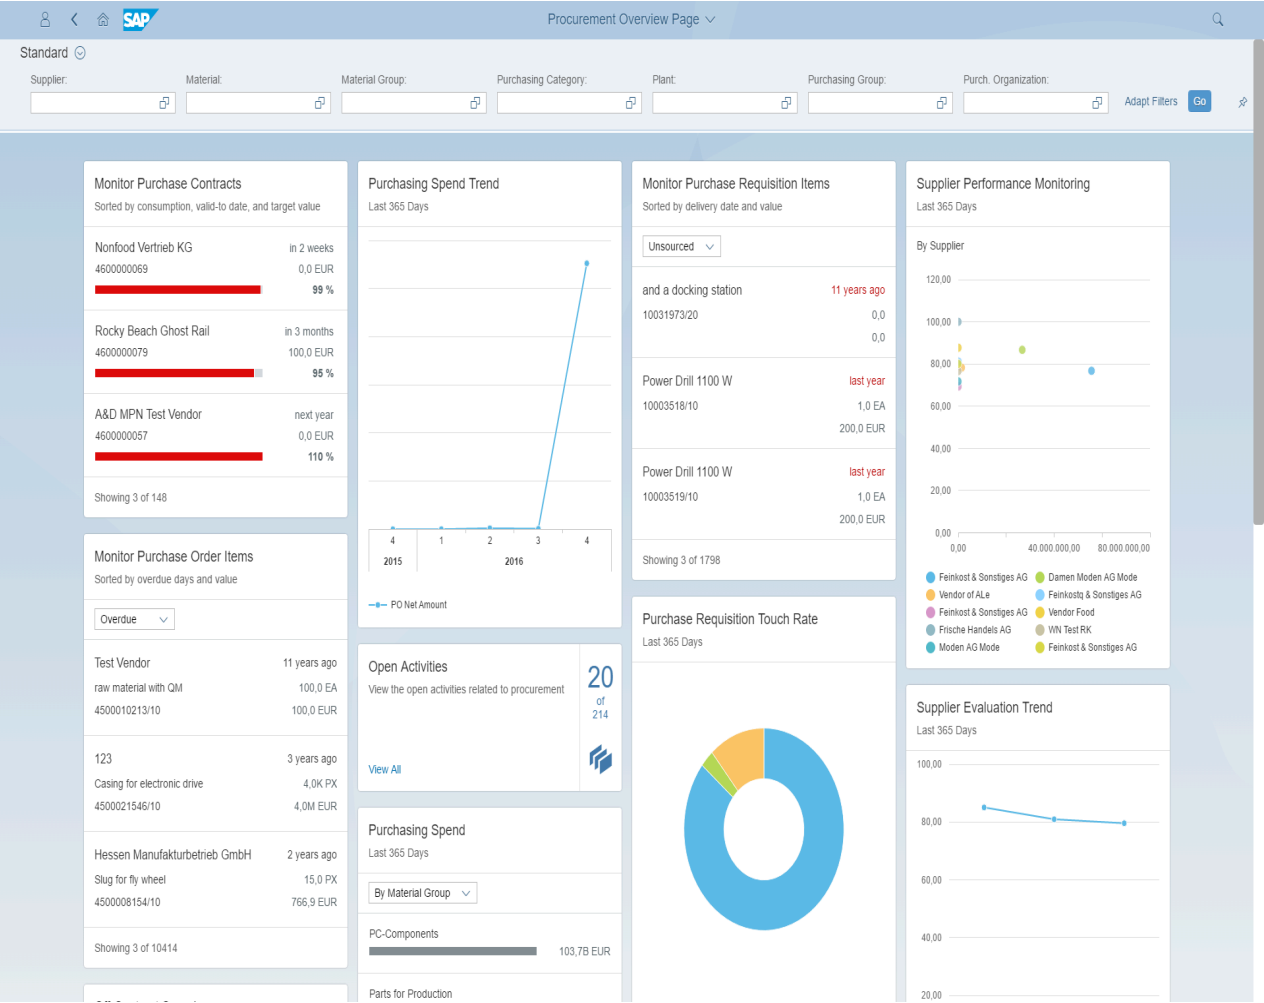 SAP
Procurement Overview Page
Standard
Supplier:
Material:
Material Group:
Purchasing Category:
Plant:
Purchasing Group:
Purch. Organization:
Adapt Filters
Go
Monitor Purchase Contracts
Sorted by consumption, valid-to date, and target value
Nonfood Vertrieb KG in 2 weeks
4600000069 0,0 EUR
99 %
Rocky Beach Ghost Rail in 3 months
4600000079 100,0 EUR
95 %
A&D MPN Test Vendor next year
4600000057 0,0 EUR
110 %
Showing 3 of 148
Monitor Purchase Order Items
Sorted by overdue days and value
Overdue
Test Vendor 11 years ago
raw material with QM 100,0 EA
4500010213/10 100,0 EUR
123 3 years ago
Casing for electronic drive 4,0K PX
4500021546/10 4,0M EUR
Hessen Manufakturbetrieb GmbH 2 years ago
Slug for fly wheel 15,0 PX
4500008154/10 766,9 EUR
Showing 3 of 10414
Purchasing Spend Trend
Last 365 Days
4 1 2 3 4
2015 2016
PO Net Amount
Open Activities
View the open activities related to procurement
20
of
214
View All
Purchasing Spend
Last 365 Days
By Material Group
PC-Components
103,7B EUR
Parts for Production
Monitor Purchase Requisition Items
Sorted by delivery date and value
Unsourced
and a docking station 11 years ago
10031973/20 0,0
0,0
Power Drill 1100 W last year
10003518/10 1,0 EA
200,0 EUR
Power Drill 1100 W last year
10003519/10 1,0 EA
200,0 EUR
Showing 3 of 1798
Purchase Requisition Touch Rate
Last 365 Days
Supplier Performance Monitoring
Last 365 Days
By Supplier
120,00
100,00
80,00
60,00
40,00
20,00
0,00
0,00 40.000.000,00 80.000.000,00
Feinkost & Sonstiges AG Damen Moden AG Mode
Vendor of ALe Feinkostq & Sonstiges AG
Feinkost & Sonstiges AG Vendor Food
Frische Handels AG WN Test RK
Moden AG Mode Feinkost & Sonstiges AG
Supplier Evaluation Trend
Last 365 Days
100,00
80,00
60,00
40,00
20,00